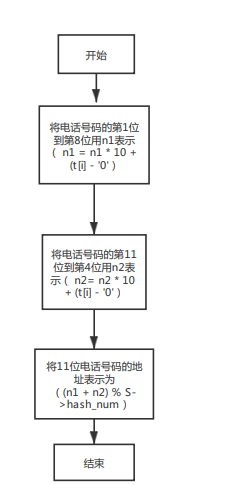 开始
将电话号码的第1位
到第8位用n1表示
( n1 = n1 * 10 +
(t[i] - '0' )
将电话号码的第11
位到第4位用n2表
示 ( n2= n2 * 10
+ (t[i] - '0' )
将11位电话号码的地
址表示为
( (n1 + n2) % S-
>hash_num )
结束